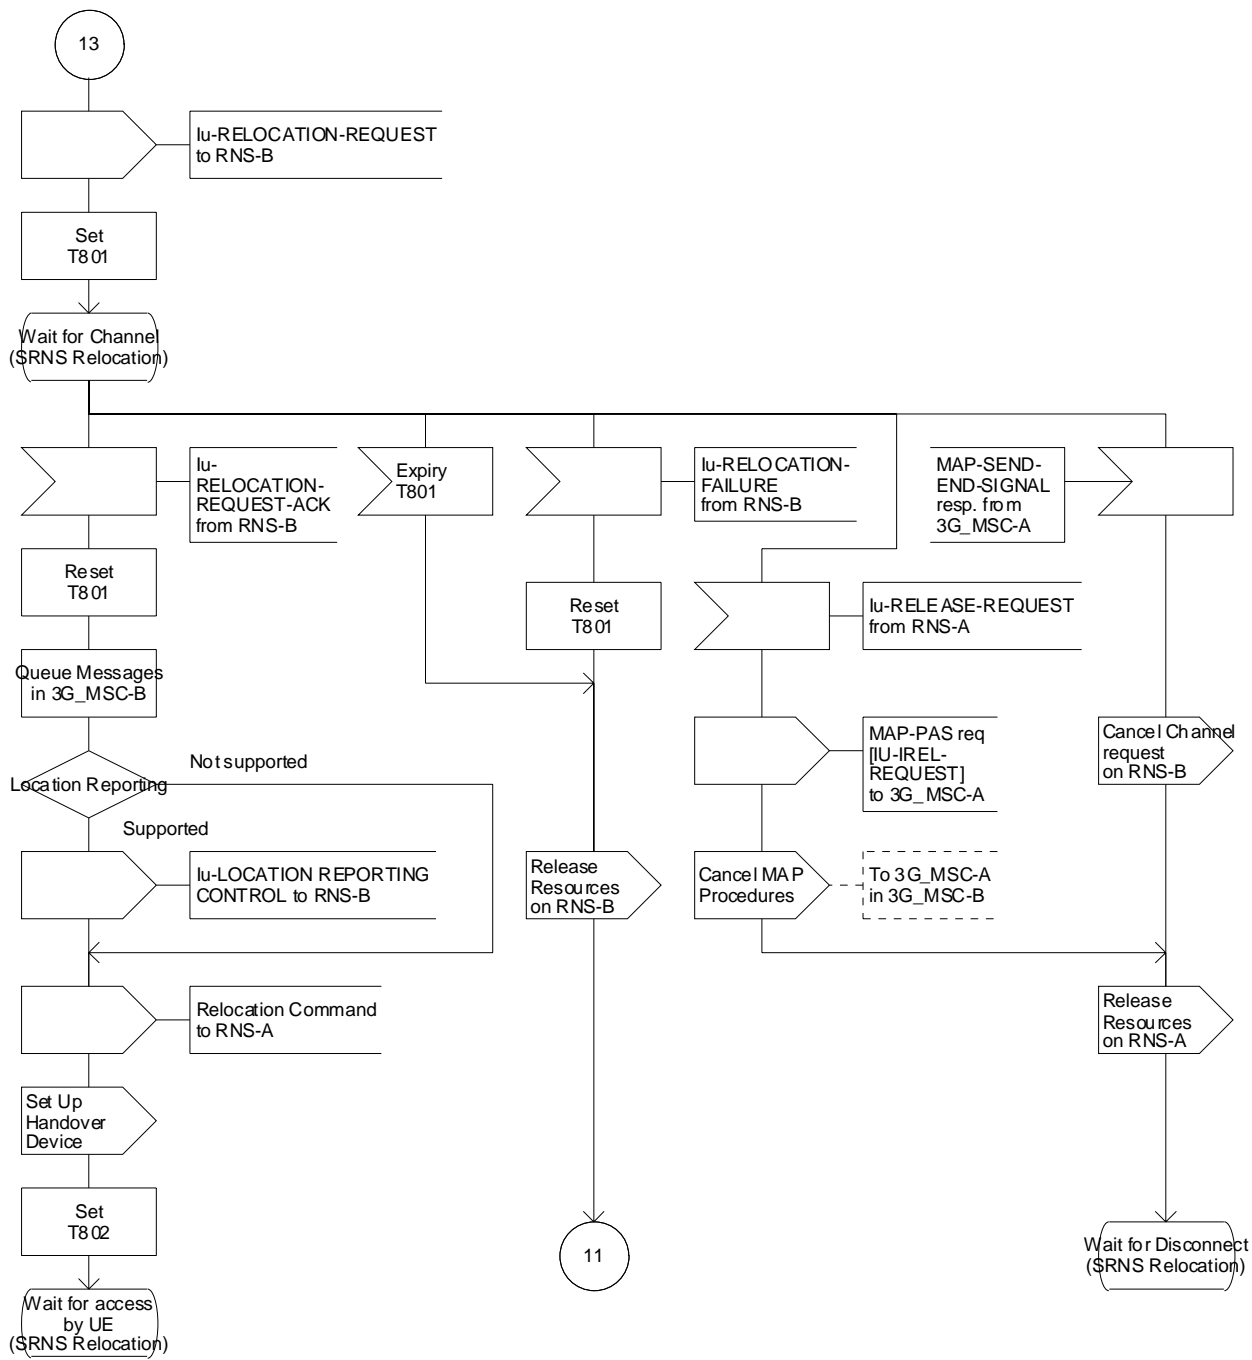 13
Iu-RELOCATION-REQUEST
to RNS-B
Set
T801
Wait for Channel
(SRNS Relocation)
Iu-
RELOCATION-
REQUEST-ACK
from RNS-B
Expiry
T801
Iu-RELOCATION-
FAILURE
from RNS-B
MAP-SEND-
END-SIGNAL
resp. from
3G_MSC-A
Reset
T801
Reset
T801
Iu-RELEASE-REQUEST
from RNS-A
Queue Messages
in 3G_MSC-B
MAP-PAS req
[IU-IREL-
REQUEST]
to 3G_MSC-A
Cancel Channel
request
on RNS-B
Location Reporting
Not supported
Supported
Iu-LOCATION REPORTING
CONTROL to RNS-B
Release
Resources
on RNS-B
Cancel MAP
Procedures
To 3G_MSC-A
in 3G_MSC-B
Relocation Command
to RNS-A
Release
Resources
on RNS-A
Set Up
Handover
Device
Set
T802
11
Wait for Disconnect
(SRNS Relocation)
Wait for access
by UE
(SRNS Relocation)